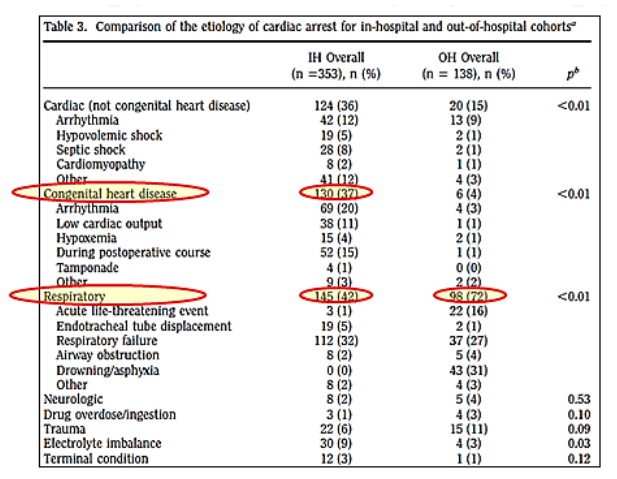 Table 3. Comparison of the etiology of cardiac arrest for in-hospital and out-of-hospital cohortsª
IH Overall OH Overall
(n =353), n (%) (n = 138), n (%) pᵇ
Cardiac (not congenital heart disease) 124 (36) 20 (15) <0.01
Arrhythmia 42 (12) 13 (9)
Hypovolemic shock 19 (5) 2 (1)
Septic shock 28 (8) 2 (1)
Cardiomyopathy 8 (2) 1 (1)
Other 41 (12) 4 (3)
Congenital heart disease 130 (37) 6 (4) <0.01
Arrhythmia 69 (20) 4 (3)
Low cardiac output 38 (11) 1 (1)
Hypoxemia 15 (4) 2 (1)
During postoperative course 52 (15) 1 (1)
Tamponade 4 (1) 0 (0)
Other 9 (3) 2 (2)
Respiratory 145 (42) 98 (72) <0.01
Acute life-threatening event 3 (1) 22 (16)
Endotracheal tube displacement 19 (5) 2 (1)
Respiratory failure 112 (32) 37 (27)
Airway obstruction 8 (2) 5 (4)
Drowning/asphyxia 0 (0) 43 (31)
Other 8 (2) 4 (3)
Neurologic 8 (2) 5 (4) 0.53
Drug overdose/ingestion 3 (1) 4 (3) 0.10
Trauma 22 (6) 15 (11) 0.09
Electrolyte imbalance 30 (9) 4 (3) 0.03
Terminal condition 12 (3) 1 (1) 0.12